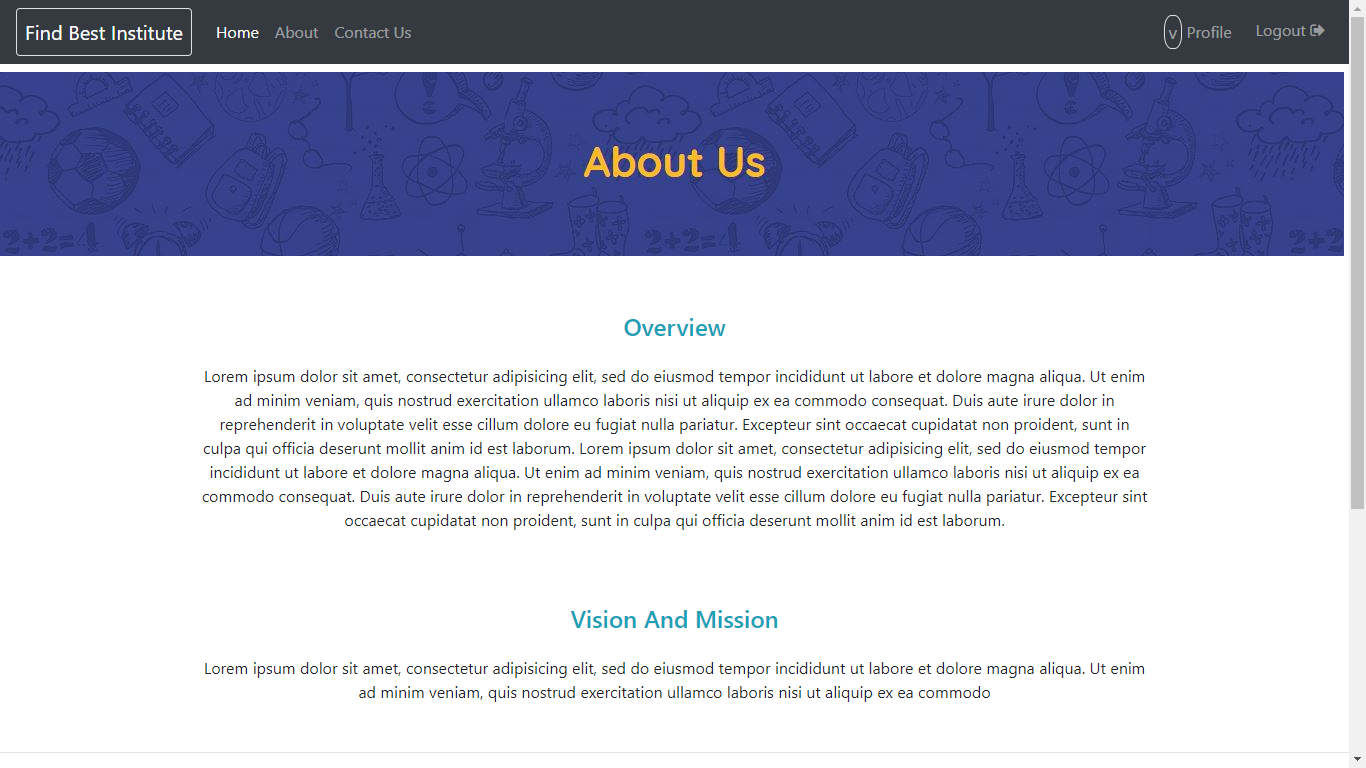 Find Best Institute Home About Contact Us v Profile Logout
About Us
2+2=4 2+2=4 2+2
Overview
Lorem ipsum dolor sit amet, consectetur adipisicing elit, sed do eiusmod tempor incididunt ut labore et dolore magna aliqua. Ut enim
ad minim veniam, quis nostrud exercitation ullamco laboris nisi ut aliquip ex ea commodo consequat. Duis aute irure dolor in
reprehenderit in voluptate velit esse cillum dolore eu fugiat nulla pariatur. Excepteur sint occaecat cupidatat non proident, sunt in
culpa qui officia deserunt mollit anim id est laborum. Lorem ipsum dolor sit amet, consectetur adipisicing elit, sed do eiusmod tempor
incididunt ut labore et dolore magna aliqua. Ut enim ad minim veniam, quis nostrud exercitation ullamco laboris nisi ut aliquip ex ea
commodo consequat. Duis aute irure dolor in reprehenderit in voluptate velit esse cillum dolore eu fugiat nulla pariatur. Excepteur sint
occaecat cupidatat non proident, sunt in culpa qui officia deserunt mollit anim id est laborum.
Vision And Mission
Lorem ipsum dolor sit amet, consectetur adipisicing elit, sed do eiusmod tempor incididunt ut labore et dolore magna aliqua. Ut enim
ad minim veniam, quis nostrud exercitation ullamco laboris nisi ut aliquip ex ea commodo